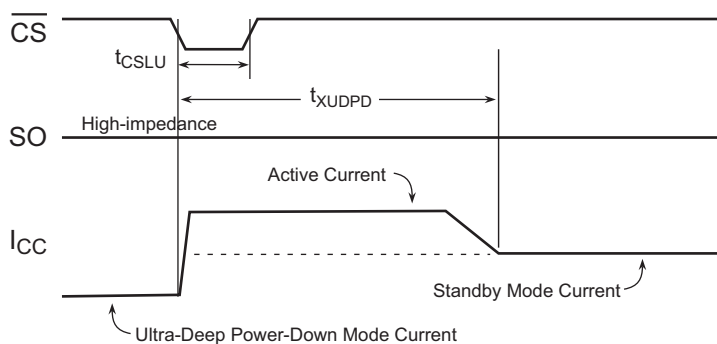 CS
tCSLU
tXUDPD
High-impedance
SO
Active Current
ICC
Standby Mode Current
Ultra-Deep Power-Down Mode Current